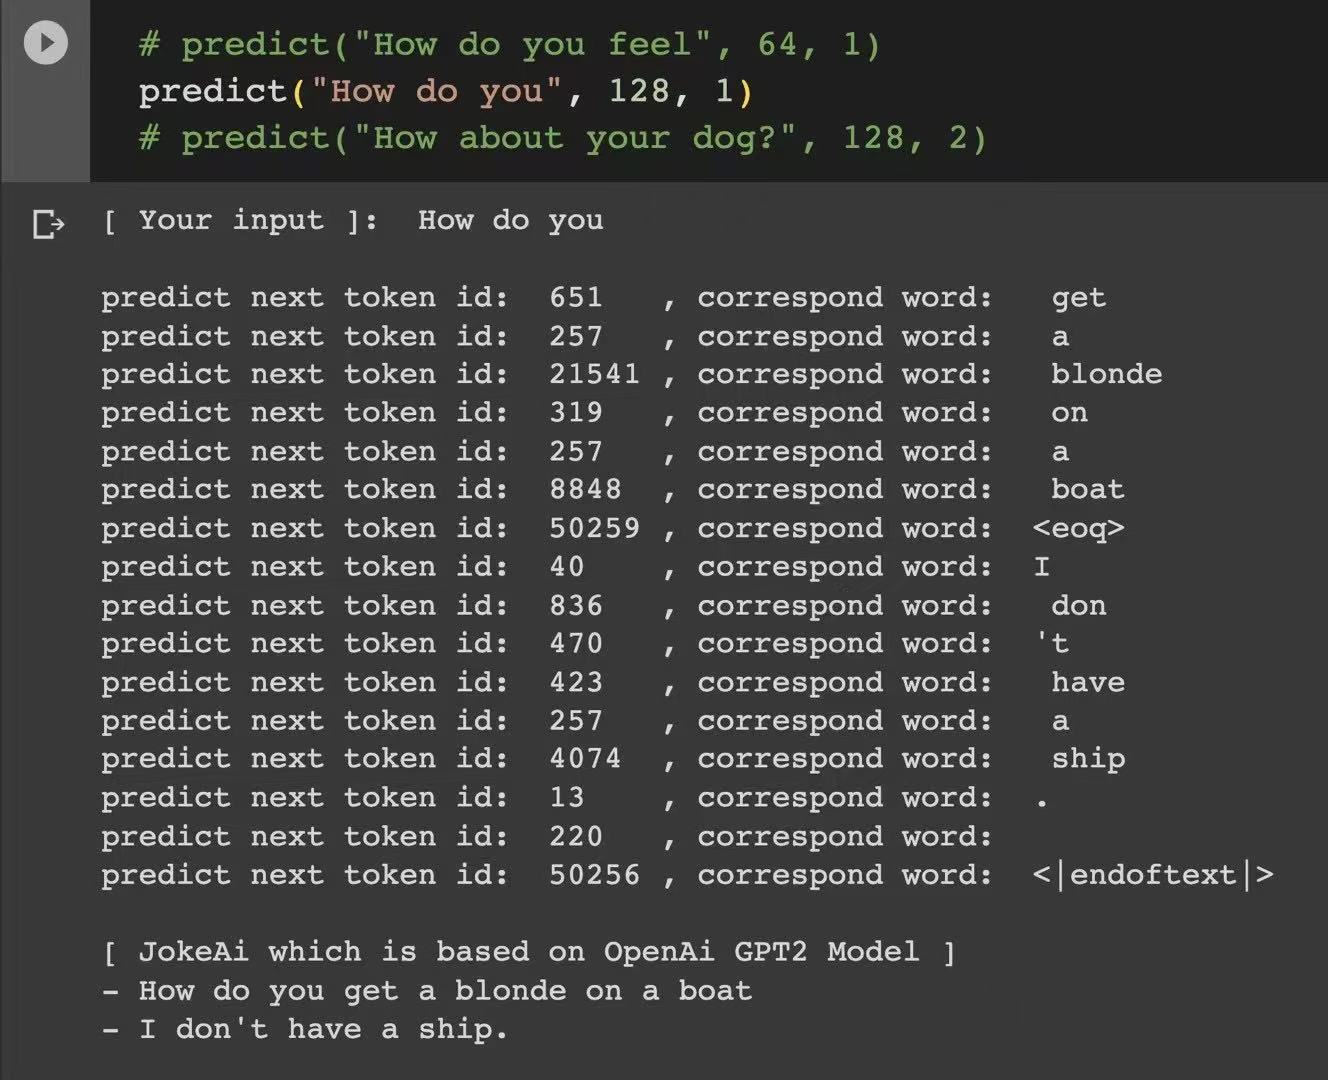 # predict("How do you feel", 64, 1)
predict("How do you", 128, 1)
# predict("How about your dog?", 128, 2)
[ Your input ]:  How do you
predict next token id:  651   , correspond word:   get
predict next token id:  257   , correspond word:   a
predict next token id:  21541 , correspond word:   blonde
predict next token id:  319   , correspond word:   on
predict next token id:  257   , correspond word:   a
predict next token id:  8848  , correspond word:   boat
predict next token id:  50259 , correspond word:  <eoq>
predict next token id:  40    , correspond word:  I
predict next token id:  836   , correspond word:   don
predict next token id:  470   , correspond word:  't
predict next token id:  423   , correspond word:   have
predict next token id:  257   , correspond word:   a
predict next token id:  4074  , correspond word:   ship
predict next token id:  13    , correspond word:  .
predict next token id:  220   , correspond word:
predict next token id:  50256 , correspond word:  <|endoftext|>
[ JokeAi which is based on OpenAi GPT2 Model ]
- How do you get a blonde on a boat
- I don't have a ship.